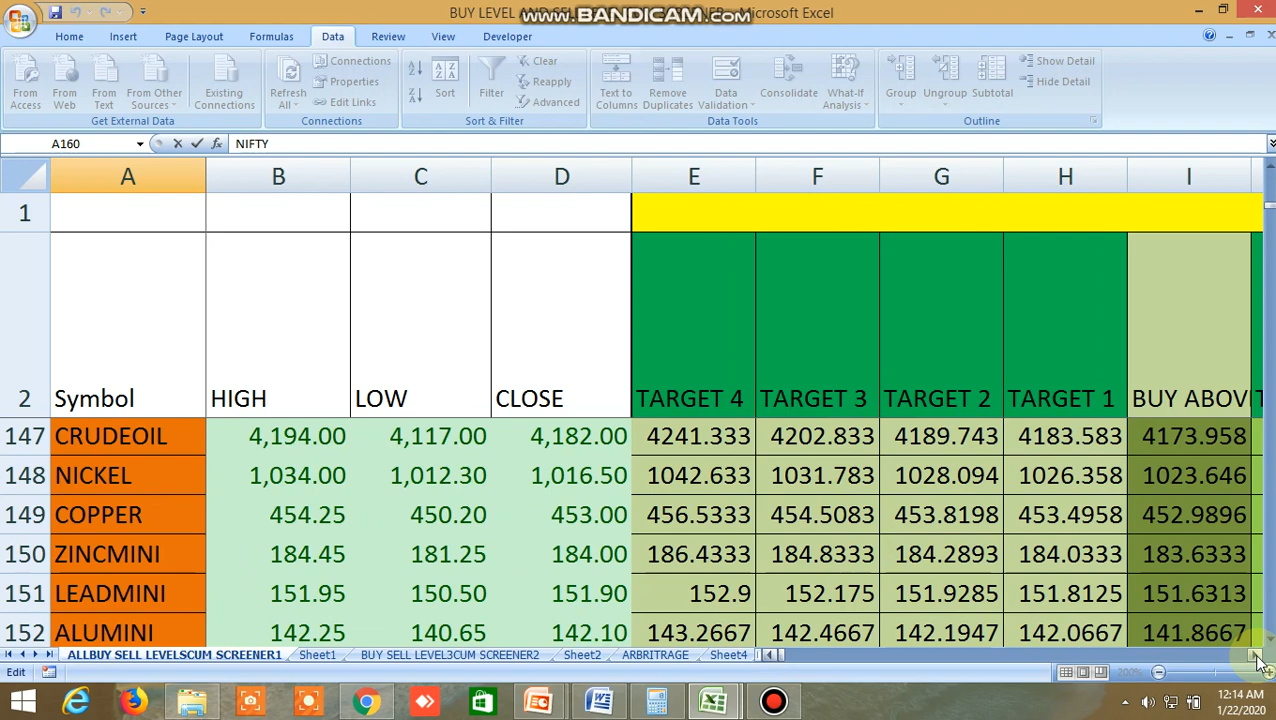 BUY LEVEL AND SELL
www.BANDICAM.com
- Microsoft Excel
Home Insert Page Layout Formulas Data Review View Developer
From Access
From Web
From Text
From Other Sources
Existing Connections
Get External Data
Refresh All
Connections
Properties
Edit Links
Connections
Sort
Filter
Clear
Reapply
Advanced
Sort & Filter
Text to Columns
Remove Duplicates
Data Validation
Consolidate
What-If Analysis
Data Tools
Group
Ungroup
Subtotal
Show Detail
Hide Detail
Outline
A160 fx NIFTY
A B C D E F G H I
1
2 Symbol HIGH LOW CLOSE TARGET 4 TARGET 3 TARGET 2 TARGET 1 BUY ABOV
147 CRUDEOIL 4,194.00 4,117.00 4,182.00 4241.333 4202.833 4189.743 4183.583 4173.958
148 NICKEL 1,034.00 1,012.30 1,016.50 1042.633 1031.783 1028.094 1026.358 1023.646
149 COPPER 454.25 450.20 453.00 456.5333 454.5083 453.8198 453.4958 452.9896
150 ZINCMINI 184.45 181.25 184.00 186.4333 184.8333 184.2893 184.0333 183.6333
151 LEADMINI 151.95 150.50 151.90 152.9 152.175 151.9285 151.8125 151.6313
152 ALUMINI 142.25 140.65 142.10 143.2667 142.4667 142.1947 142.0667 141.8667
ALLBUY SELL LEVELSCUM SCREENER1 Sheet1 BUY SELL LEVEL3CUM SCREENER2 Sheet2 ARBRITRAGE Sheet4
Edit 200%
12:14 AM
1/22/2020